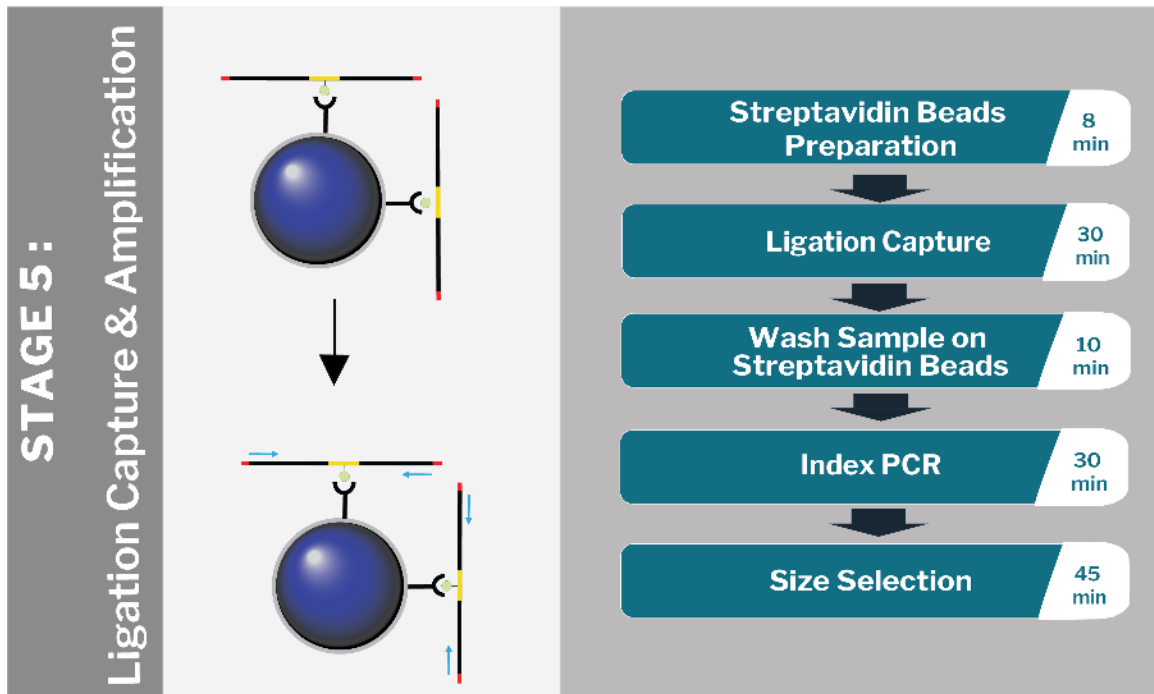 STAGE 5:
Ligation Capture & Amplification
Streptavidin Beads
Preparation
8
min
Ligation Capture
30
min
Wash Sample on
Streptavidin Beads
10
min
Index PCR
30
min
Size Selection
45
min